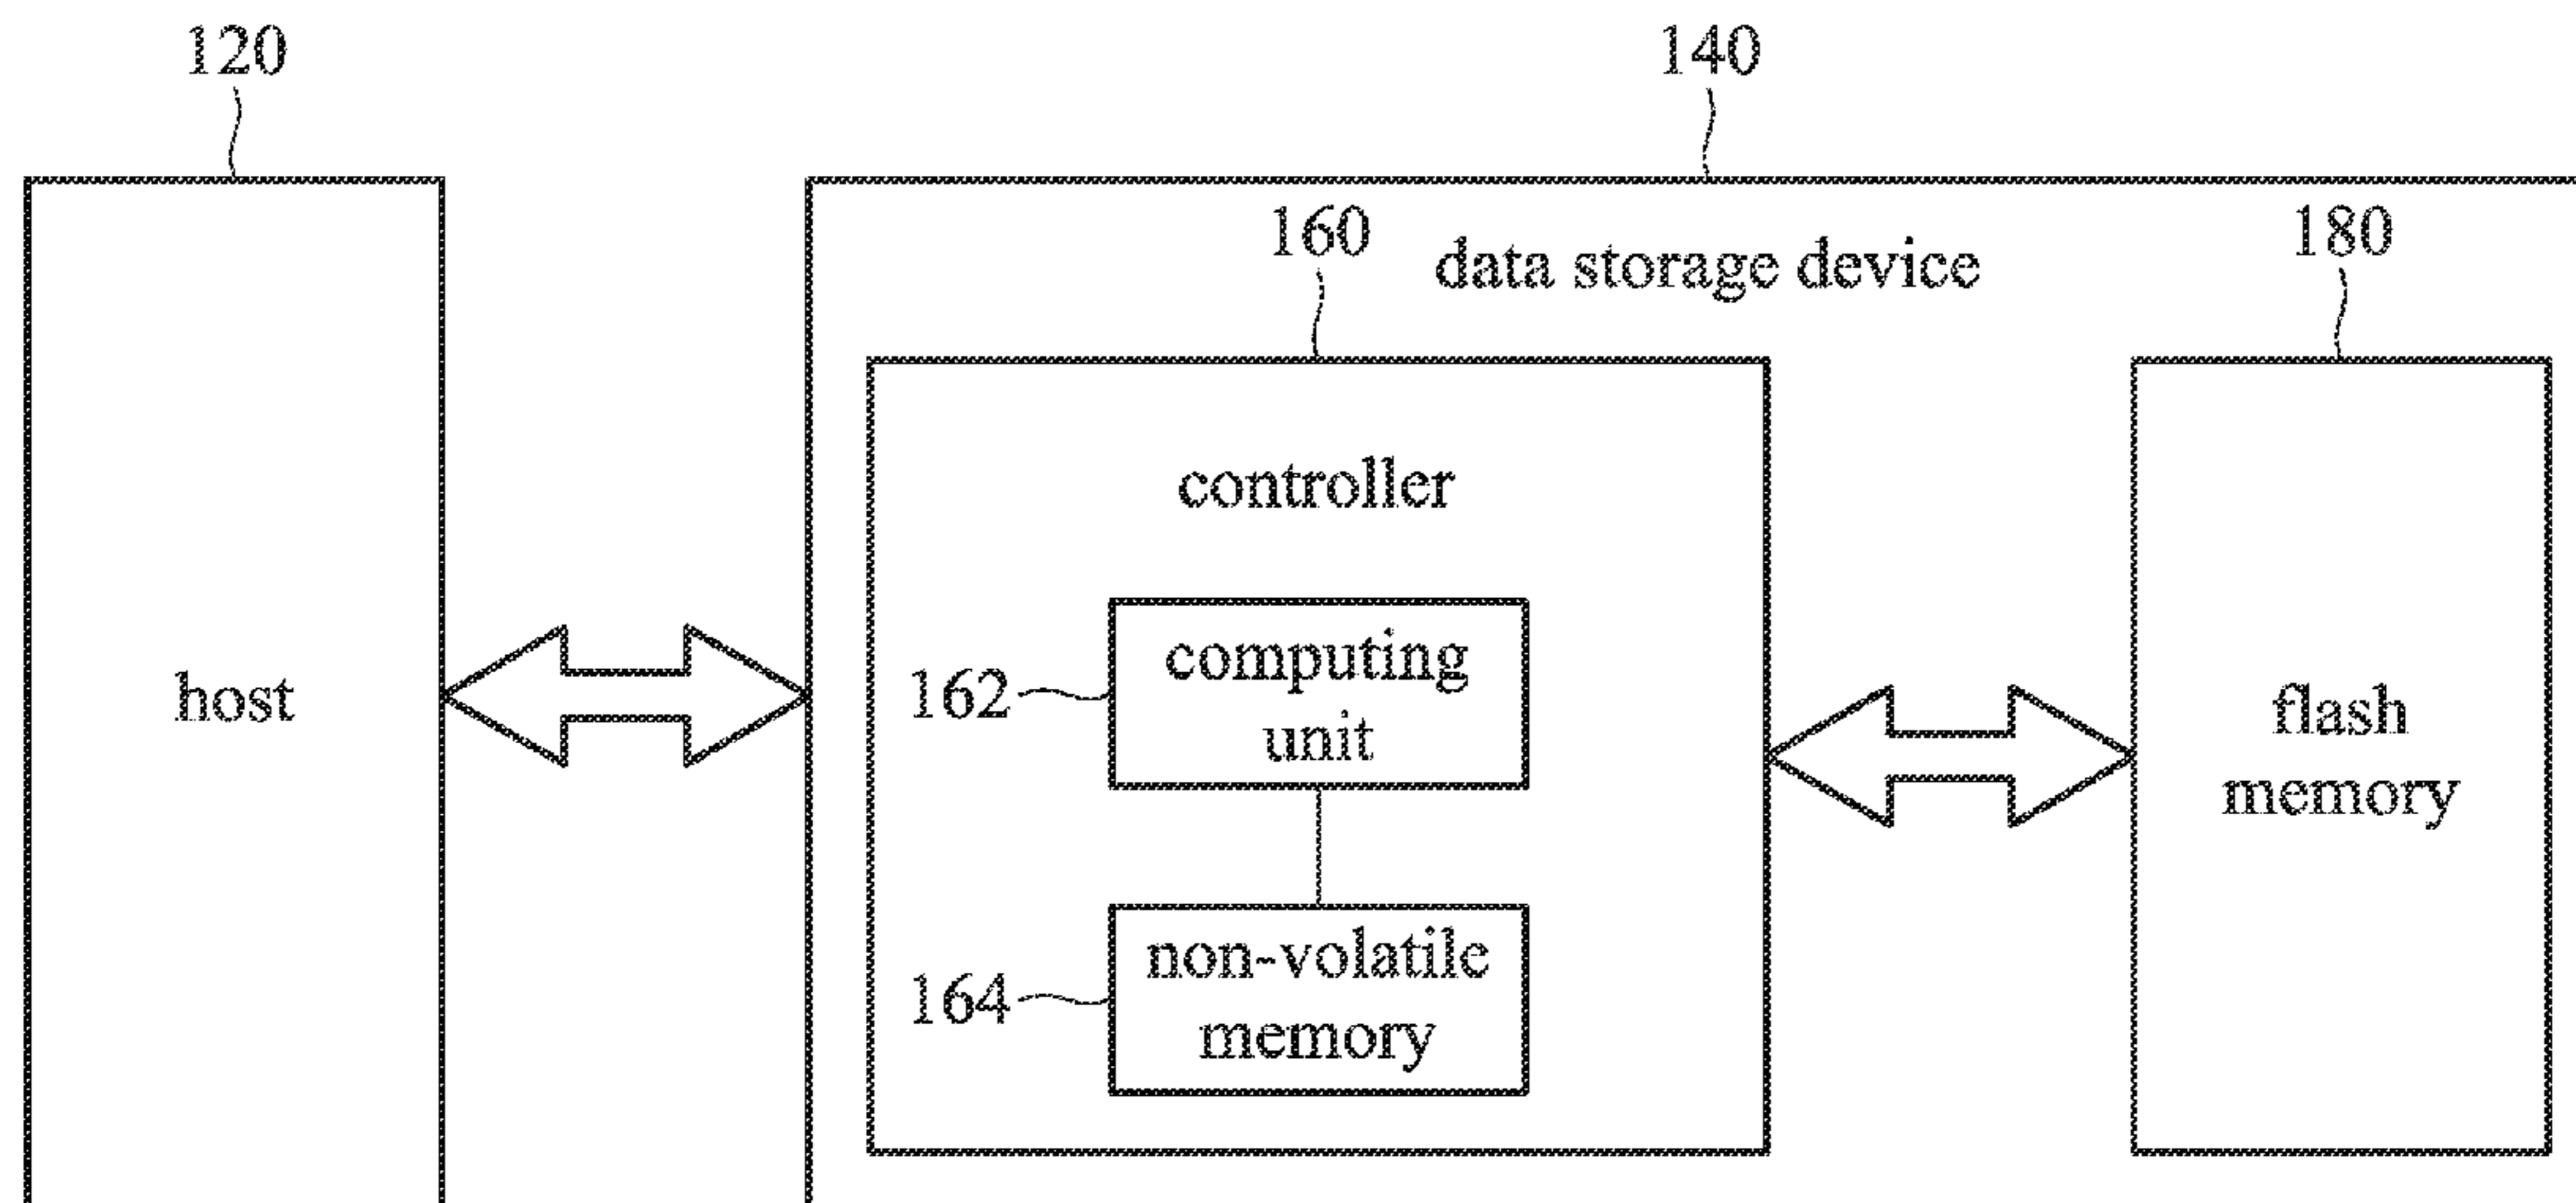 120
140
160
data storage device
180
controller
162
computing
unit
host
flash
memory
164
non-volatile
memory